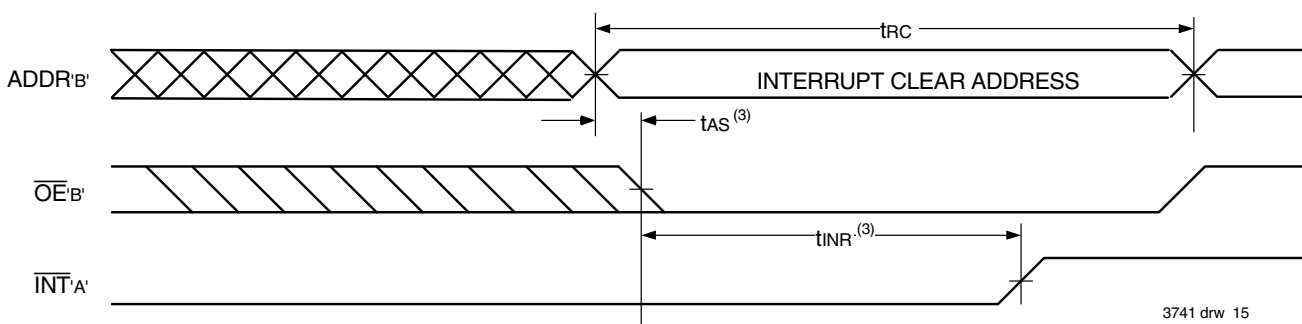 tRC
ADDR'B'
INTERRUPT CLEAR ADDRESS
tAS (3)
OE'B'
tINR (3)
INT'A'
3741 drw 15